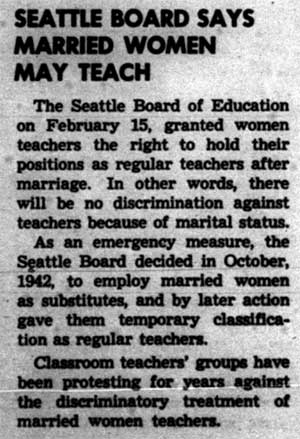 SEATTLE BOARD SAYS
MARRIED WOMEN
MAY TEACH
The Seattle Board of Education
on February 15, granted women
teachers the right to hold their
positions as regular teachers after
marriage. In other words, there
will be no discrimination against
teachers because of marital status.
As an emergency measure, the
Seattle Board decided in October,
1942, to employ married women
as substitutes, and by later action
gave them temporary classifica-
tion as regular teachers.
Classroom teachers' groups have
been protesting for years against
the discriminatory treatment of
married women teachers.